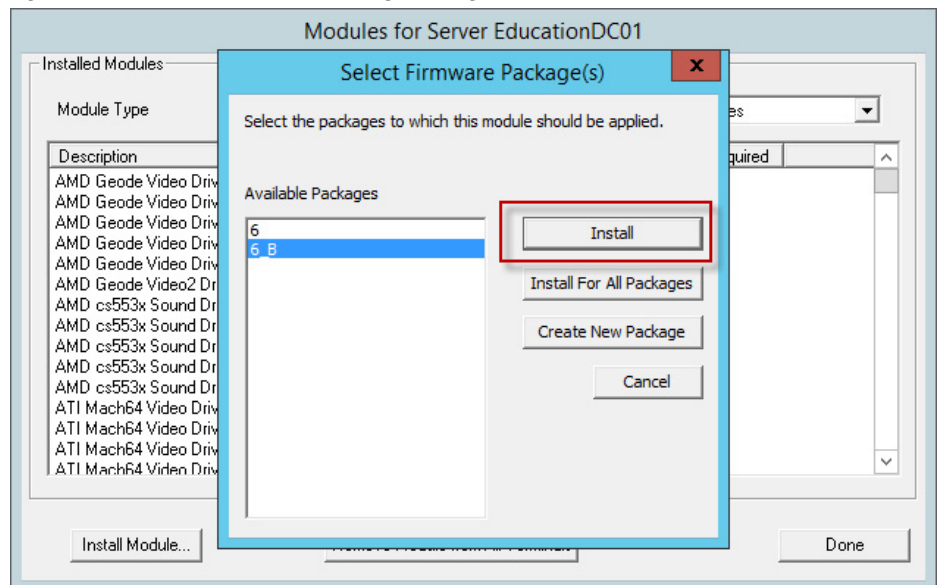 Modules for Server EducationDC01
Installed Modules
Module Type
Select Firmware Package(s)
x
Select the packages to which this module should be applied.
Description
AMD Geode Video Driv
AMD Geode Video Driv
AMD Geode Video Driv
AMD Geode Video Driv
AMD Geode Video Driv
AMD Geode Video2 Dr
AMD cs553x Sound Dr
AMD cs553x Sound Dr
AMD cs553x Sound Dr
AMD cs553x Sound Dr
AMD cs553x Sound Dr
ATI Mach64 Video Driv
ATI Mach64 Video Driv
ATI Mach64 Video Driv
ATI Mach64 Video Driv
Available Packages
6
6_B
Install
Install For All Packages
Create New Package
Cancel
es
quired
Install Module...
Done